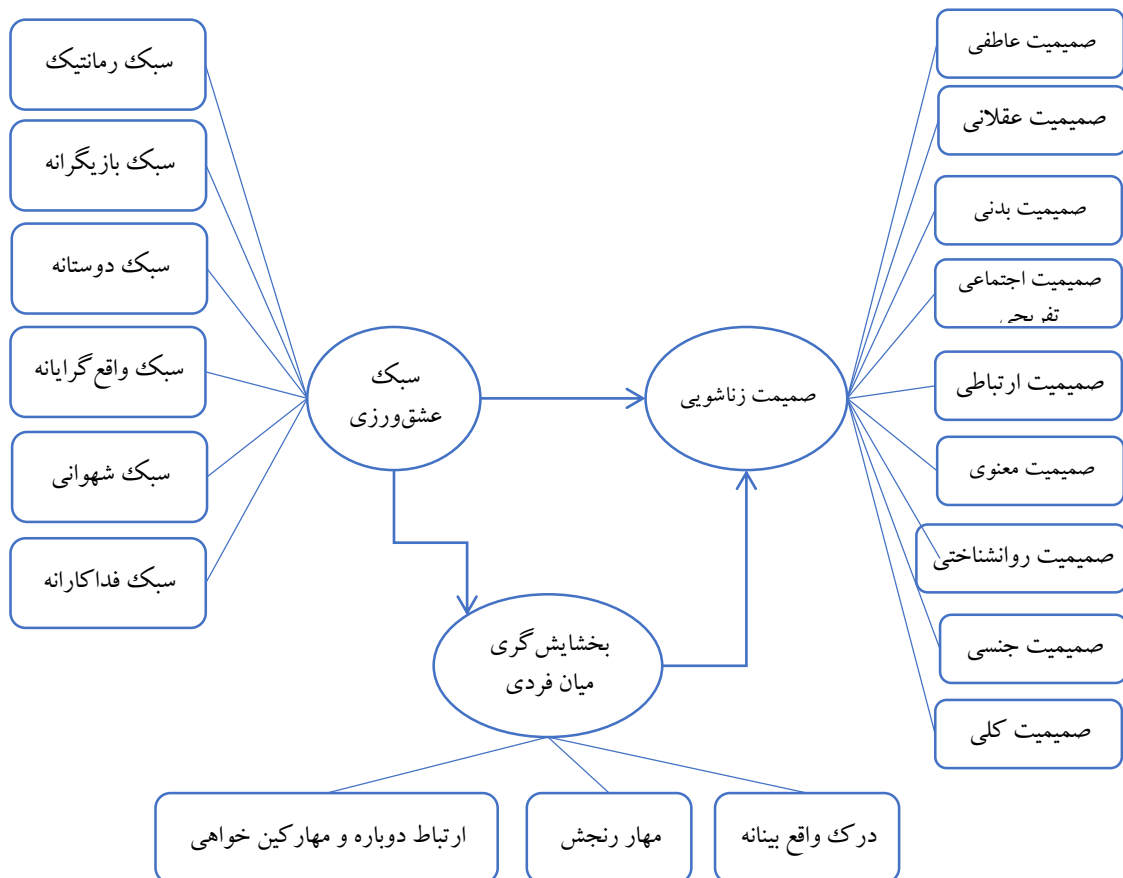 صمیمیت عاطفی
صمیمیت عقلانی
صمیمیت بدنی
صمیمیت اجتماعی
تفریحی
صمیمیت ارتباطی
صمیمیت معنوی
صمیمیت روانشناختی
صمیمیت جنسی
صمیمیت کلی
صمیمت زناشویی
سبک
عشق‌ورزی
سبک رمانتیک
سبک بازیگرانه
سبک دوستانه
سبک واقع‌گرایانه
سبک شهوانی
سبک فداکارانه
بخشایش‌گری
میان فردی
درک واقع بینانه
مهار رنجش
ارتباط دوباره و مهارکین خواهی